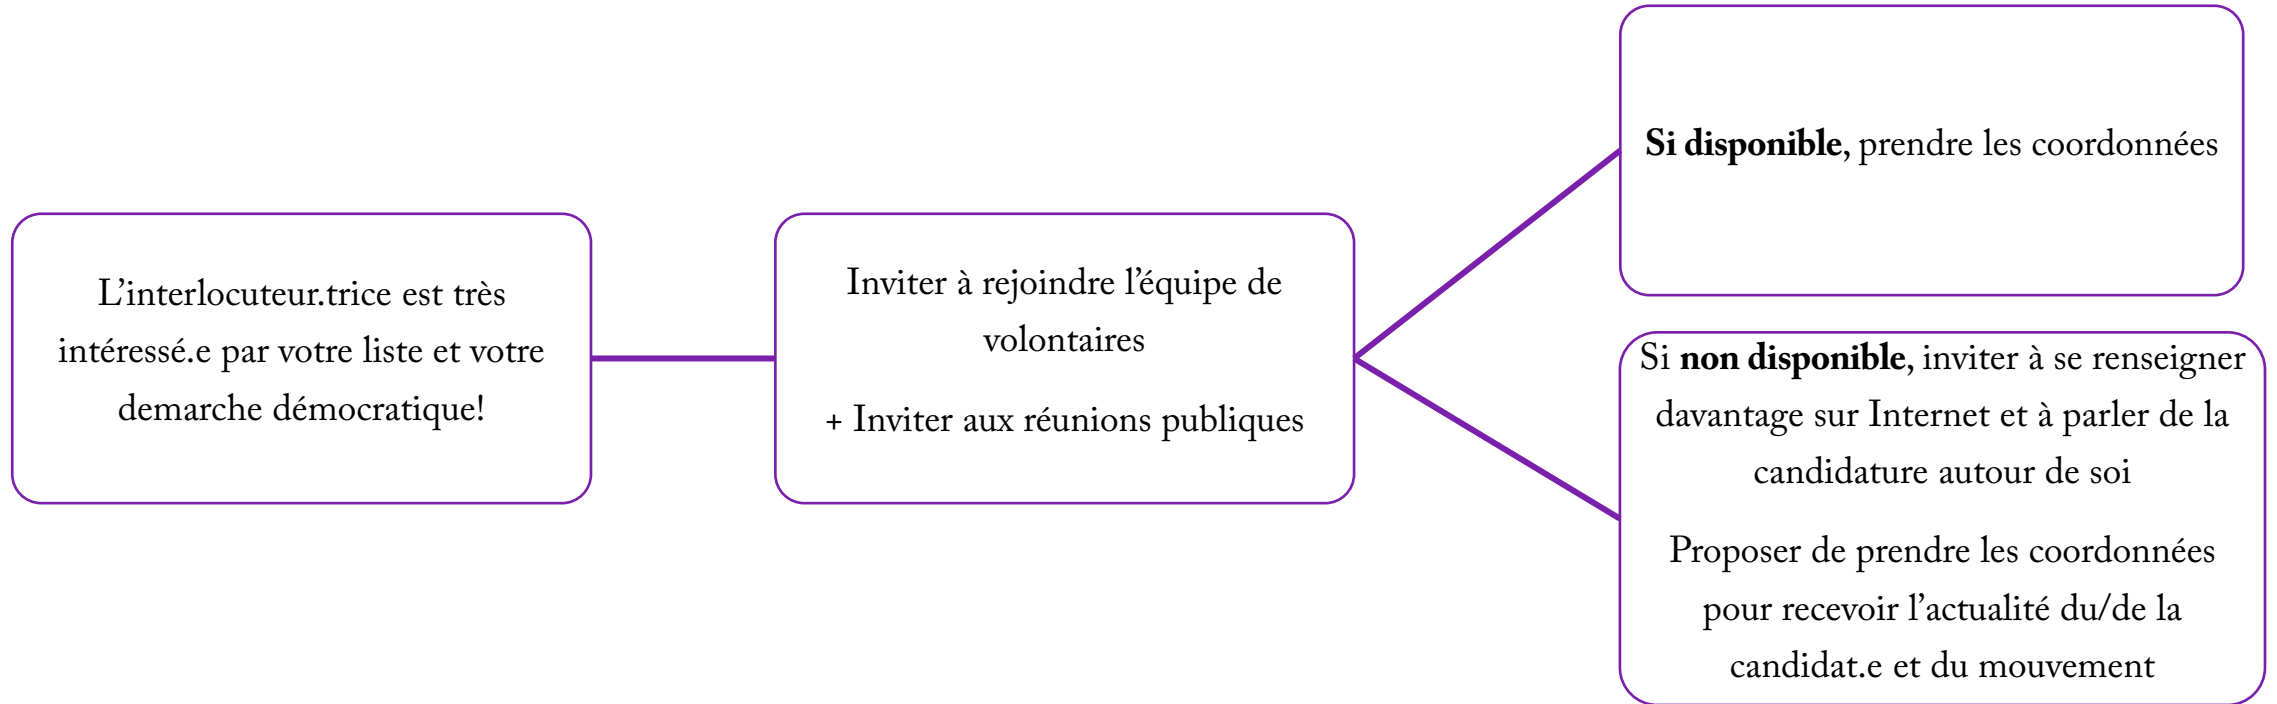 L’interlocuteur.trice est très
intéressé.e par votre liste et votre
demarche démocratique!
Inviter à rejoindre l’équipe de
volontaires
+ Inviter aux réunions publiques
Si disponible, prendre les coordonnées
Si non disponible, inviter à se renseigner
davantage sur Internet et à parler de la
candidature autour de soi
Proposer de prendre les coordonnées
pour recevoir l’actualité du/de la
candidat.e et du mouvement